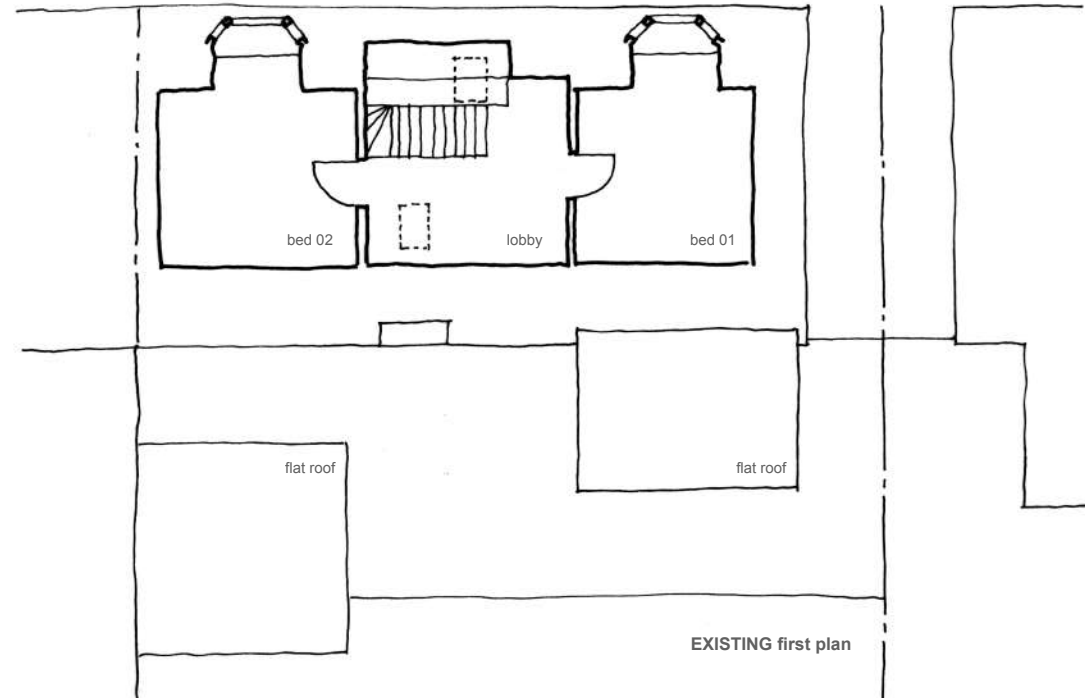 bed 02
lobby
bed 01
flat roof
flat roof
EXISTING first plan